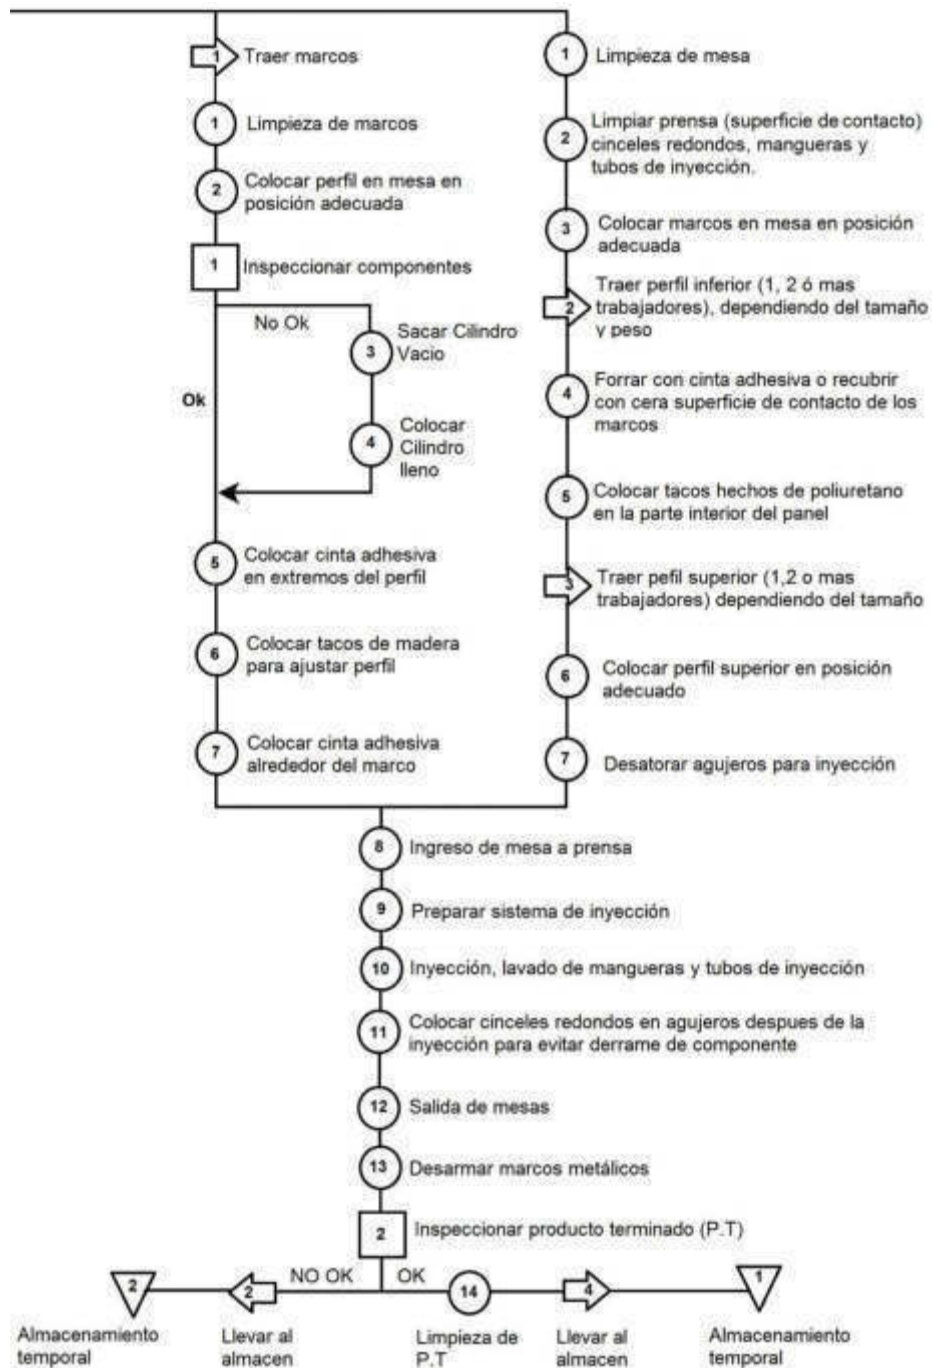 1
Traer marcos
1
Limpieza de marcos
2
Colocar perfil en mesa en
posición adecuada
1
Inspeccionar componentes
No Ok
3
Sacar Cilindro
Vacio
Ok
4
Colocar
Cilindro
lleno
5
Colocar cinta adhesiva
en extremos del perfil
6
Colocar tacos de madera
para ajustar perfil
7
Colocar cinta adhesiva
alrededor del marco
1
Limpieza de mesa
2
Limpiar prensa (superficie de contacto)
cinceles redondos, mangueras y
tubos de inyección.
3
Colocar marcos en mesa en posición
adecuada
2
Traer perfil inferior (1, 2 ó mas
trabajadores), dependiendo del tamaño
y peso
4
Forrar con cinta adhesiva o recubrir
con cera superficie de contacto de los
marcos
5
Colocar tacos hechos de poliuretano
en la parte interior del panel
3
Traer pefil superior (1,2 o mas
trabajadores) dependiendo del tamaño
6
Colocar perfil superior en posición
adecuado
7
Desatorar agujeros para inyección
8
Ingreso de mesa a prensa
9
Preparar sistema de inyección
10
Inyección, lavado de mangueras y tubos de inyección
11
Colocar cinceles redondos en agujeros despues de la
inyección para evitar derrame de componente
12
Salida de mesas
13
Desarmar marcos metálicos
2
Inspeccionar producto terminado (P.T)
NO OK
OK
2
2
14
4
1
Almacenamiento
temporal
Llevar al
almacen
Limpieza de
P.T
Llevar al
almacen
Almacenamiento
temporal